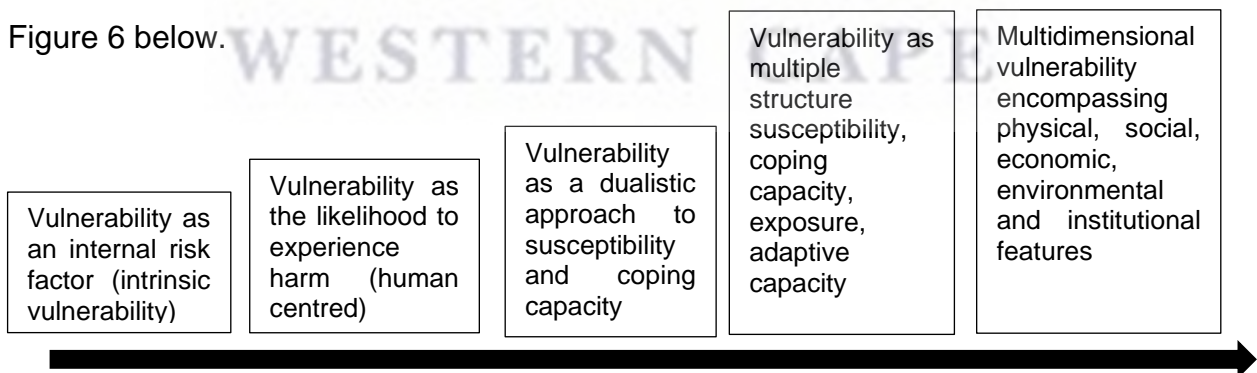 Figure 6 below.
WESTERN CAPE
Vulnerability as
an internal risk
factor (intrinsic
vulnerability)
Vulnerability as
the likelihood to
experience
harm (human
centred)
Vulnerability
as a dualistic
approach to
susceptibility
and coping
capacity
Vulnerability as
multiple
structure
susceptibility,
coping
capacity,
exposure,
adaptive
capacity
Multidimensional
vulnerability
encompassing
physical, social,
economic,
environmental
and institutional
features